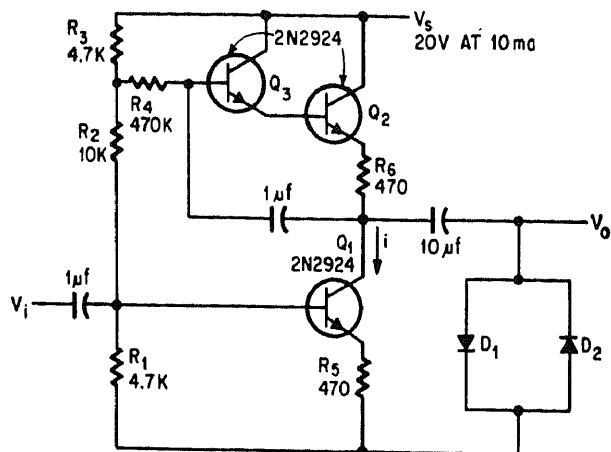 R3
4.7K
2N2924
Vs
20V AT 10ma
Q3
R4
470K
Q2
R2
10K
R6
470
1µf
10µf
Vo
Q1
2N2924
i
Vi
1µf
D1
D2
R1
4.7K
R5
470